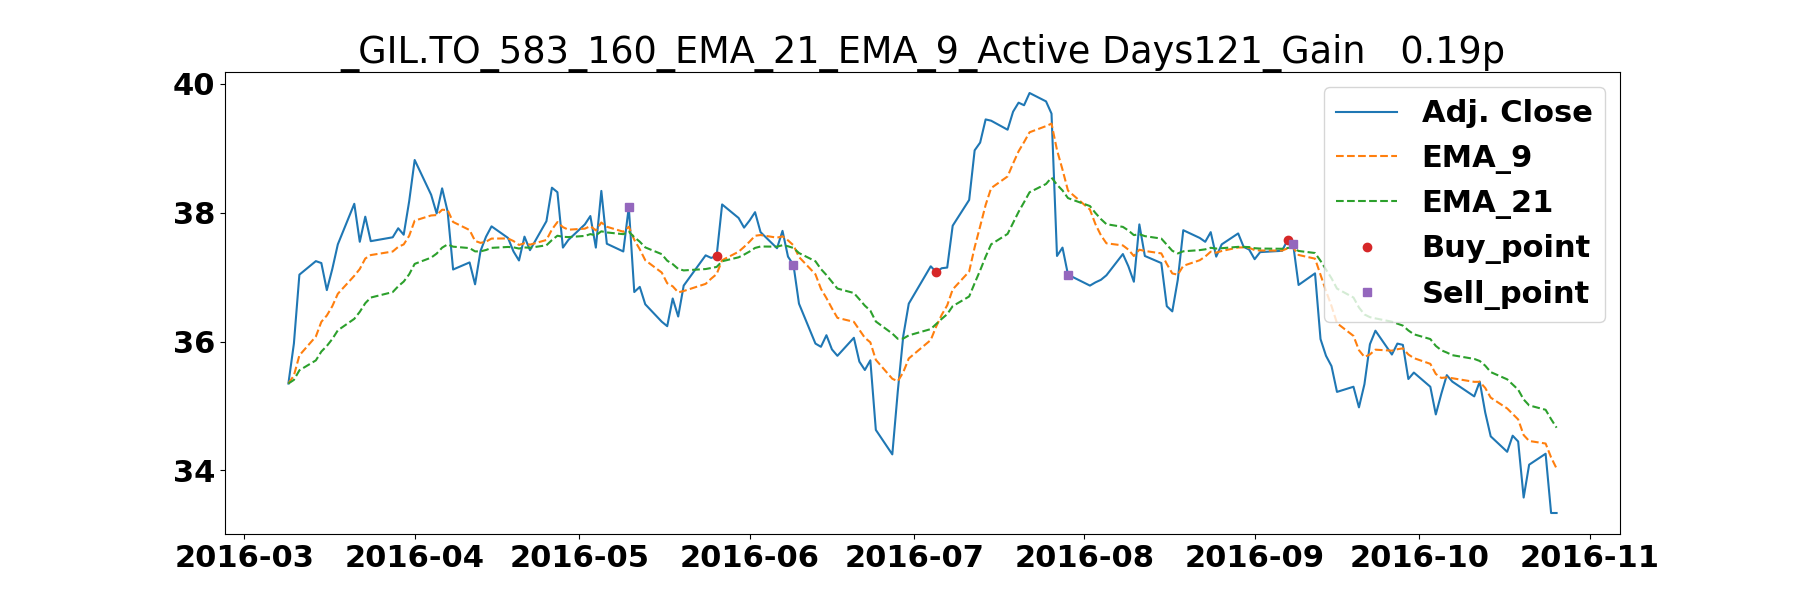 _GIL.TO_583_160_EMA_21_EMA_9_Active Days121_Gain   0.19p
40
38
36
34
Adj. Close
EMA_9
EMA_21
Buy_point
Sell_point
2016-03 2016-04 2016-05 2016-06 2016-07 2016-08 2016-09 2016-10 2016-11